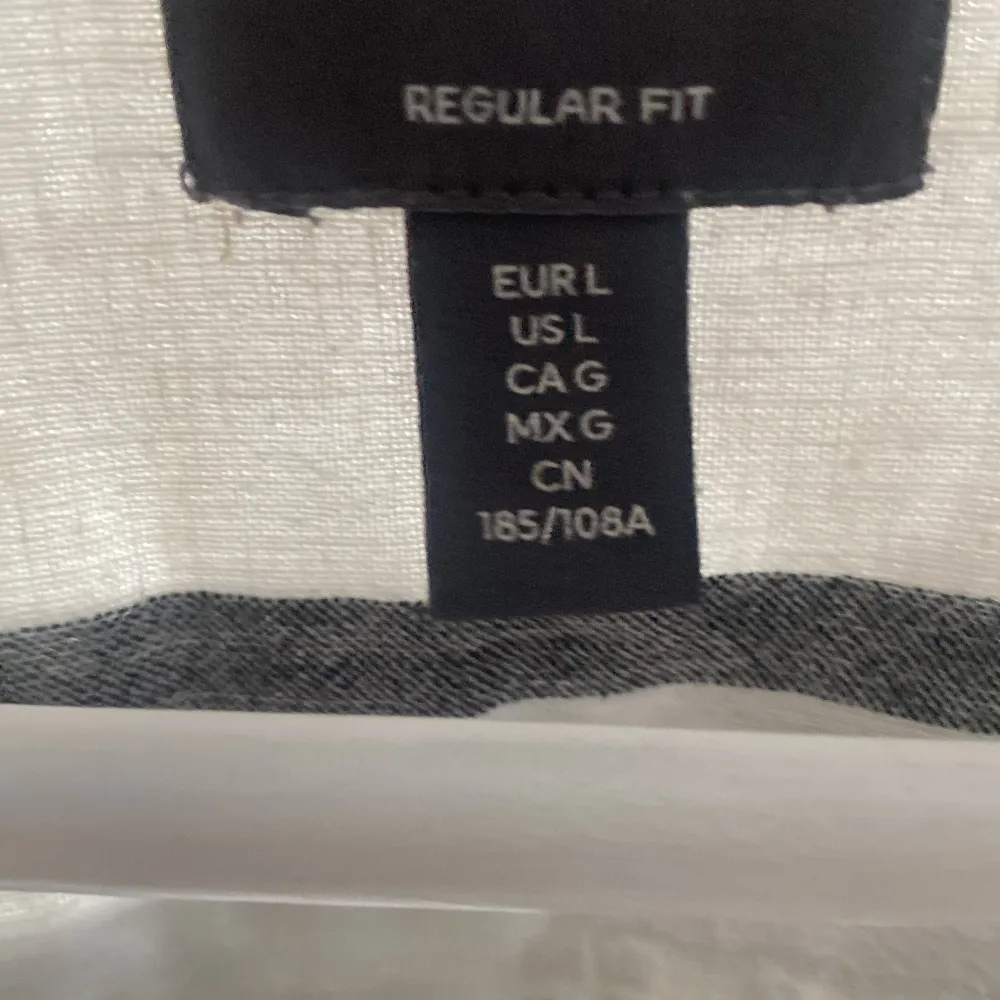 REGULAR FIT
EUR L
US L
CA G
MX G
CN
185/108A